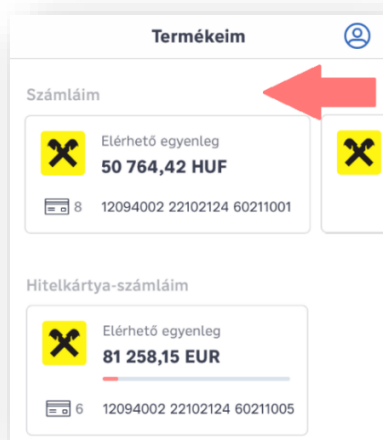 Termékeim
Számláim
Elérhető egyenleg
50 764,42 HUF
8 12094002 22102124 60211001
Hitelkártya-számláim
Elérhető egyenleg
81 258,15 EUR
6 12094002 22102124 60211005